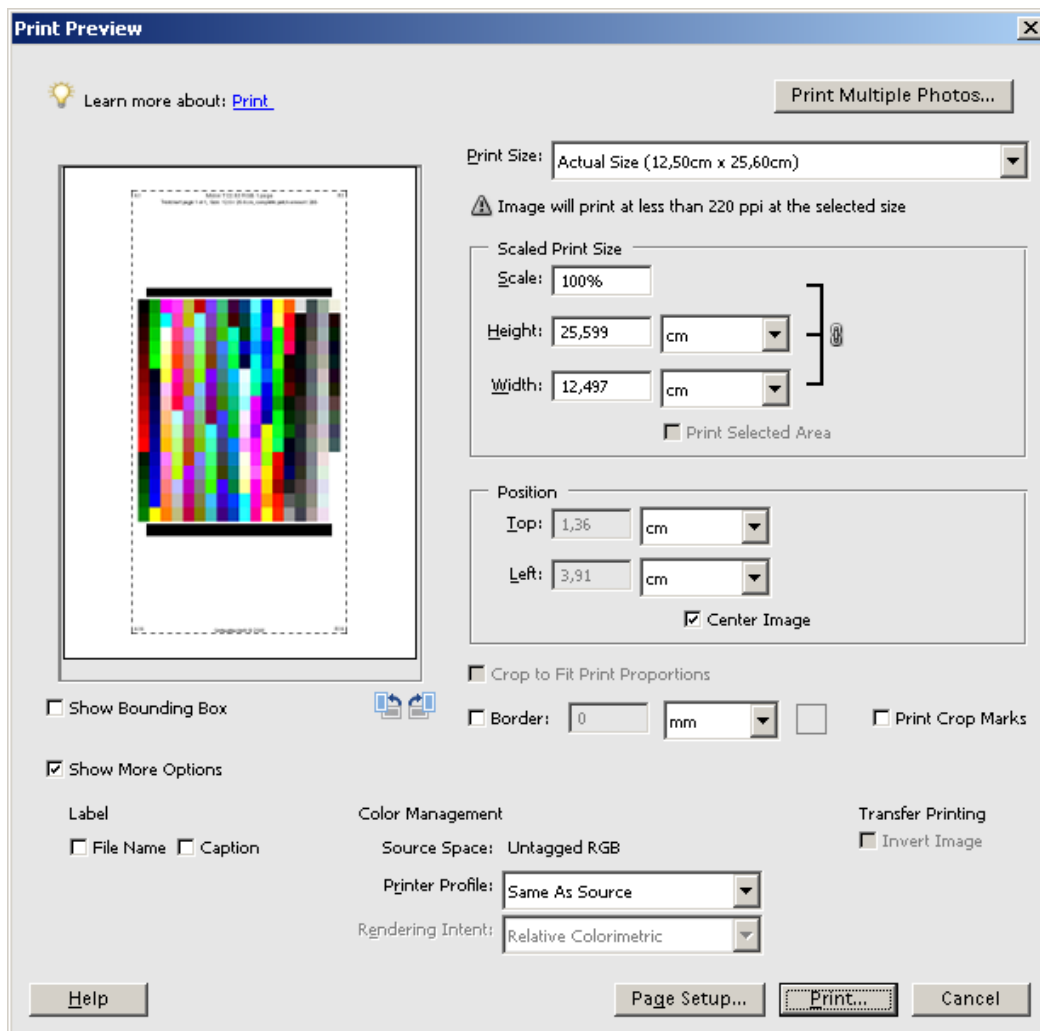 Print Preview
Learn more about: Print
Print Multiple Photos...
Print Size: Actual Size (12,50cm x 25,60cm)
Image will print at less than 220 ppi at the selected size
Scaled Print Size
Scale: 100%
Height: 25,599 cm
Width: 12,497 cm
Print Selected Area
Position
Top: 1,36 cm
Left: 3,91 cm
Center Image
Crop to Fit Print Proportions
Show Bounding Box
Border: 0 mm
Print Crop Marks
Show More Options
Label
Color Management
Transfer Printing
File Name Caption
Source Space: Untagged RGB
Invert Image
Printer Profile: Same As Source
Rendering Intent: Relative Colorimetric
Help
Page Setup...
Print...
Cancel